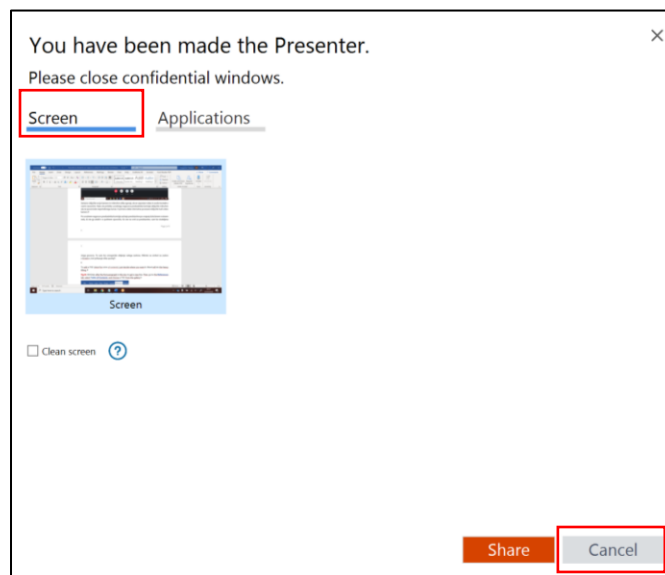 You have been made the Presenter.
Please close confidential windows.
Screen
Applications
Screen
Clean screen
?
Share
Cancel